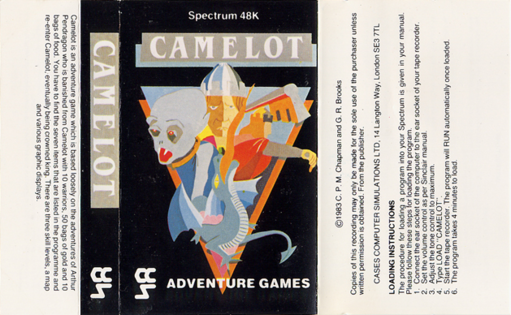 Camelot is an adventure game which is based loosely on the adventures of Arthur
Pendragon who is banished from Camelot with 10 warriors, 50 bags of gold and 10
bags of food. You have to find the seven items that are listed in the programme and
re-enter Camelot, eventually being crowned king. There are three skill levels, a map
and various graphic displays.
CAMELOT
Spectrum 48K
CAMELOT
ADVENTURE GAMES
©1983 C. P. M. Chapman and G. R. Brooks
Copies of this recording may only be made for the sole use of the purchaser unless
written permission is obtained. From the publisher.
CASES COMPUTER SIMULATIONS LTD, 14 Langton Way, London SE3 7TL
LOADING INSTRUCTIONS
The procedure for loading a program into your Spectrum is given in your manual.
Please follow these steps for loading the program.
1. Connect the ear socket of the computer to the ear socket of your tape recorder.
2. Set the volume control as per Sinclair manual.
3. Adjust the tone control to maximum.
4. Type LOAD "CAMELOT".
5. Start the tape recorder. The program will RUN automatically once loaded.
6. The program takes 4 minutes to load.